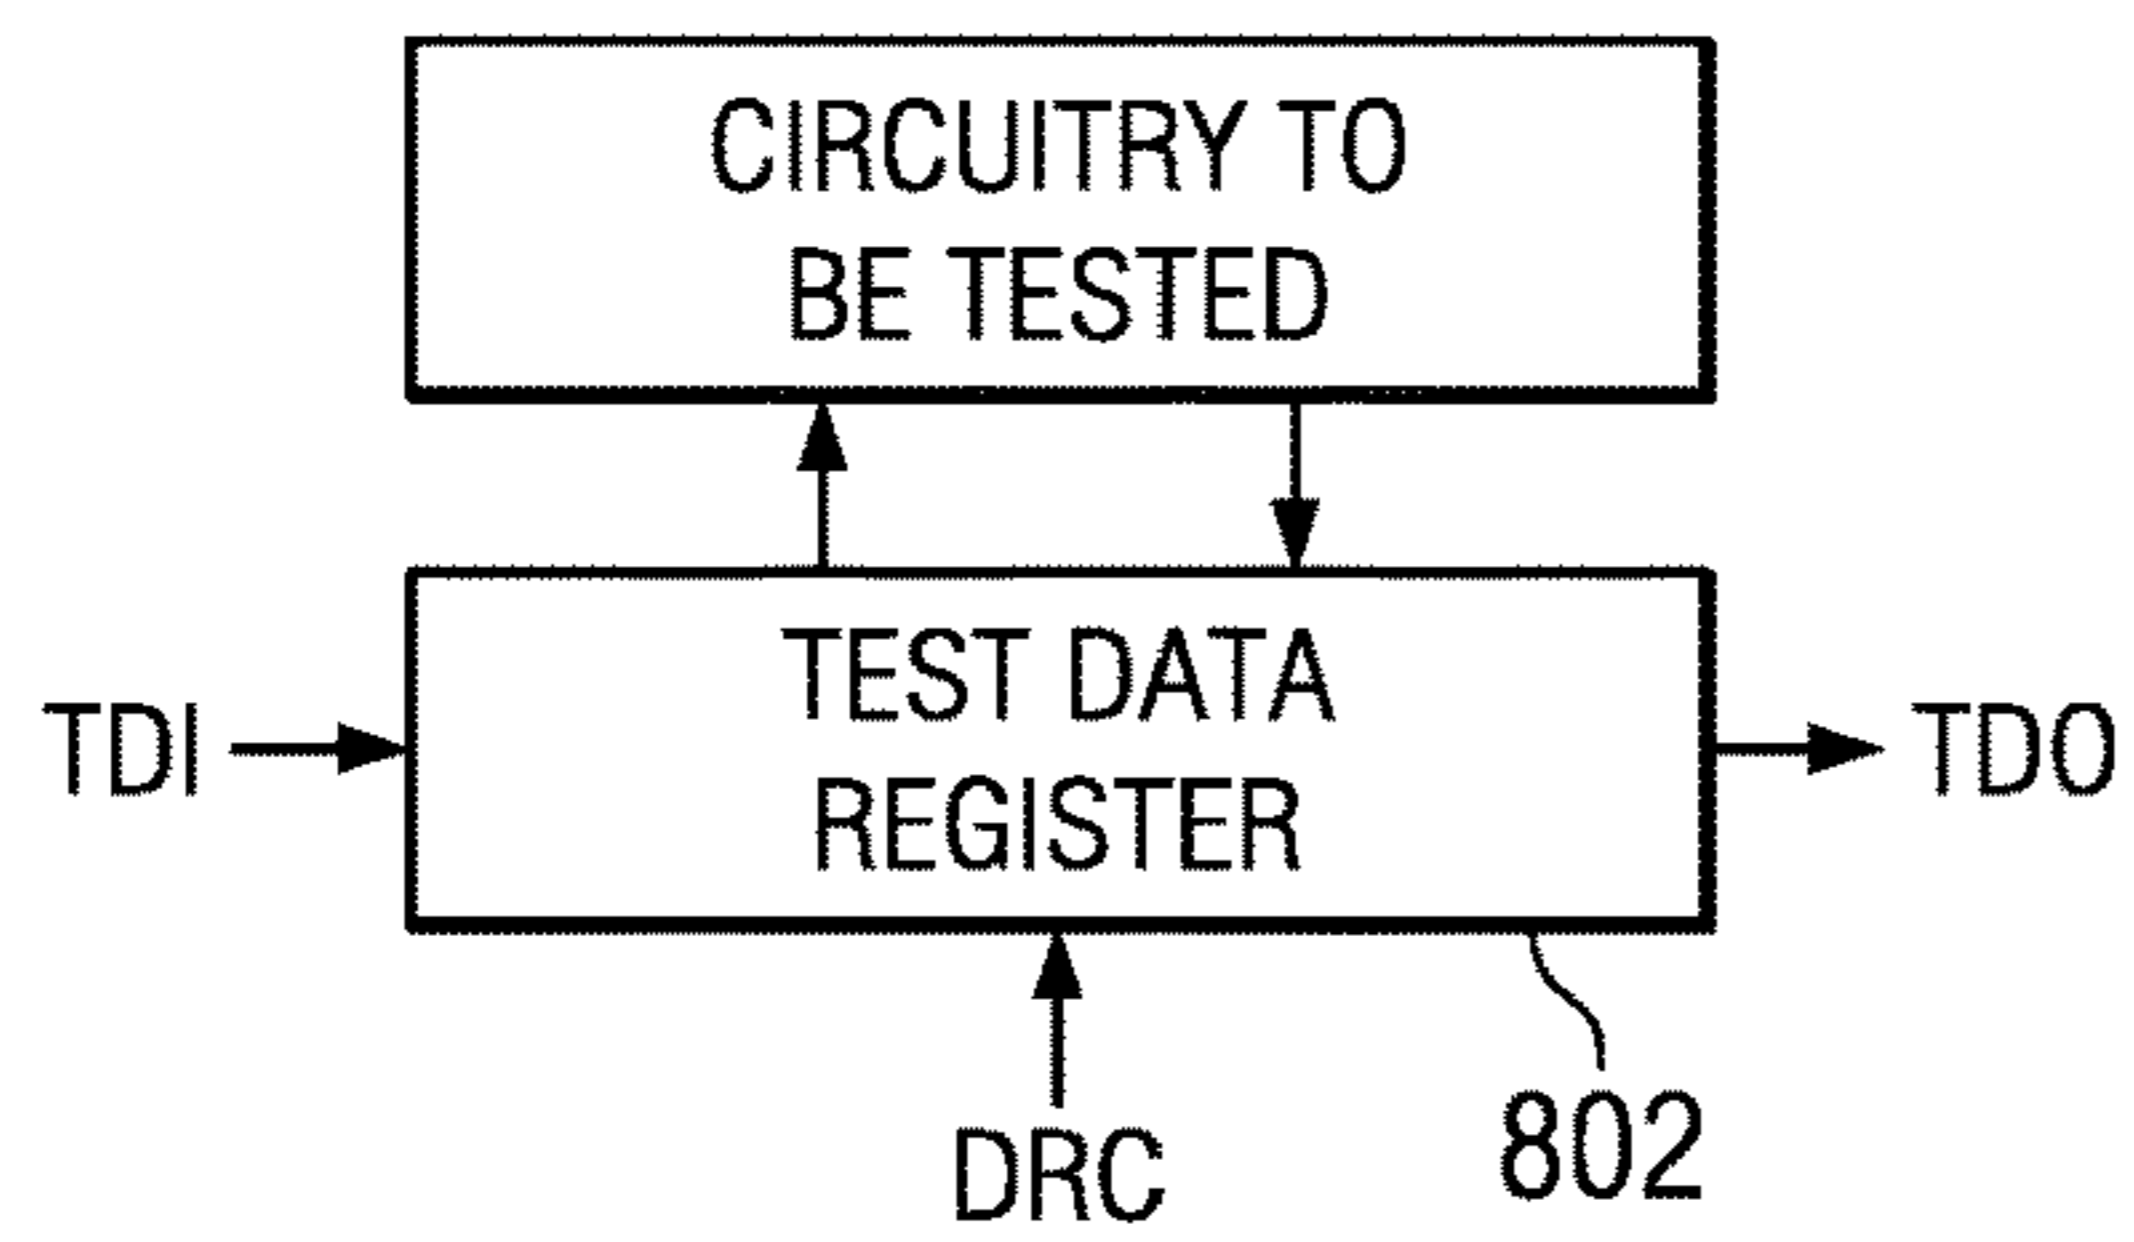 CIRCUITRY TO
BE TESTED
TEST DATA
REGISTER
TDI
TDO
DRC
802